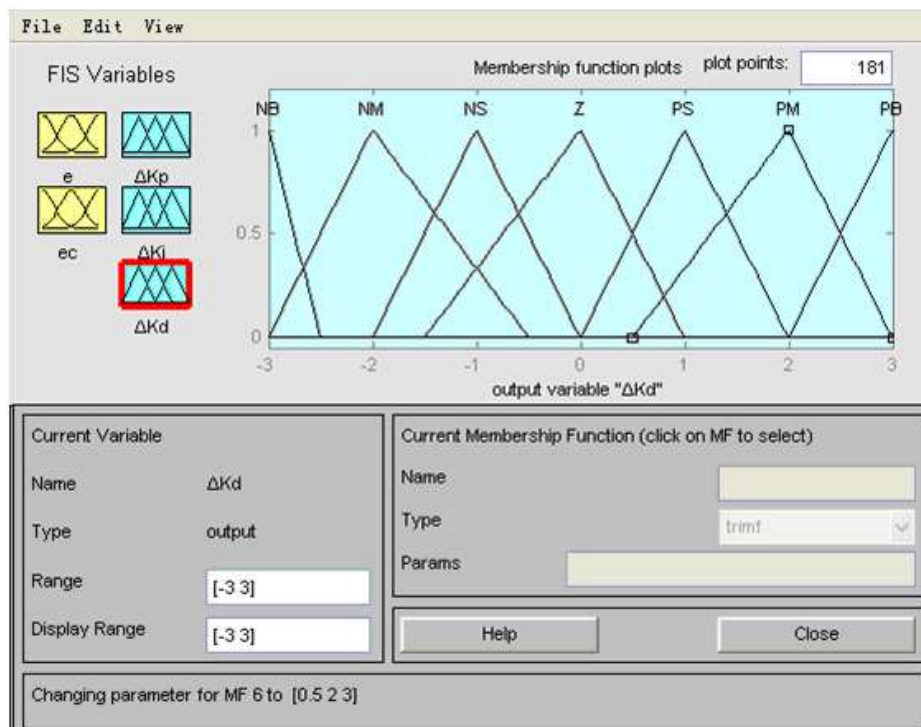 File Edit View
FIS Variables
Membership function plots
plot points:
181
e
ΔKp
ec
ΔKi
ΔKd
NB NM NS Z PS PM PB
1
0.5
0
-3 -2 -1 0 1 2 3
output variable "ΔKd"
Current Variable
Name ΔKd
Type output
Range [-3 3]
Display Range [-3 3]
Current Membership Function (click on MF to select)
Name
Type trimf
Params
Help Close
Changing parameter for MF 6 to [0.5 2 3]